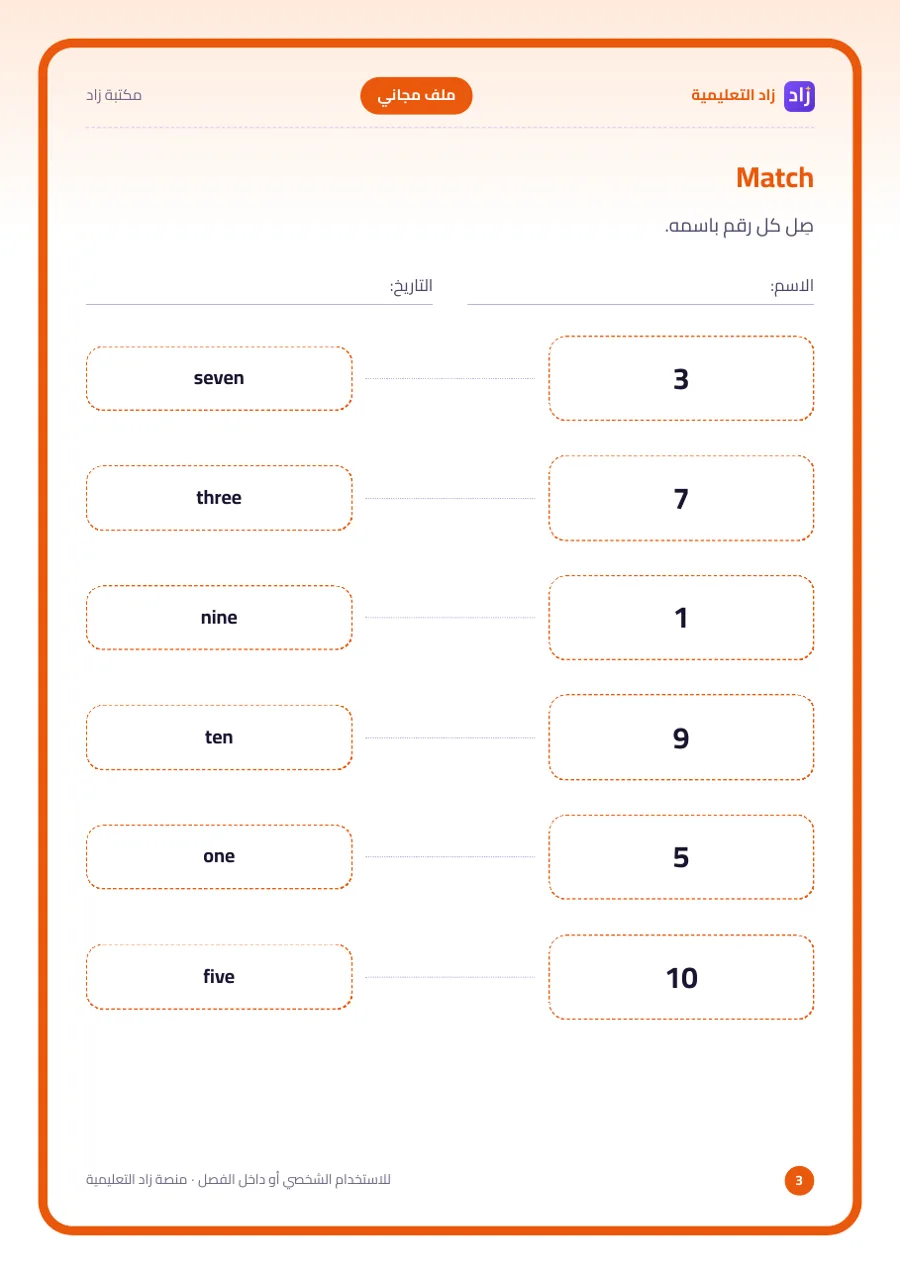 زاد زاد التعليمية
ملف مجاني
مكتبة زاد
Match
صِل كل رقم باسمه.
الاسم:
التاريخ:
3
seven
7
three
1
nine
9
ten
5
one
10
five
3
للاستخدام الشخصي أو داخل الفصل · منصة زاد التعليمية